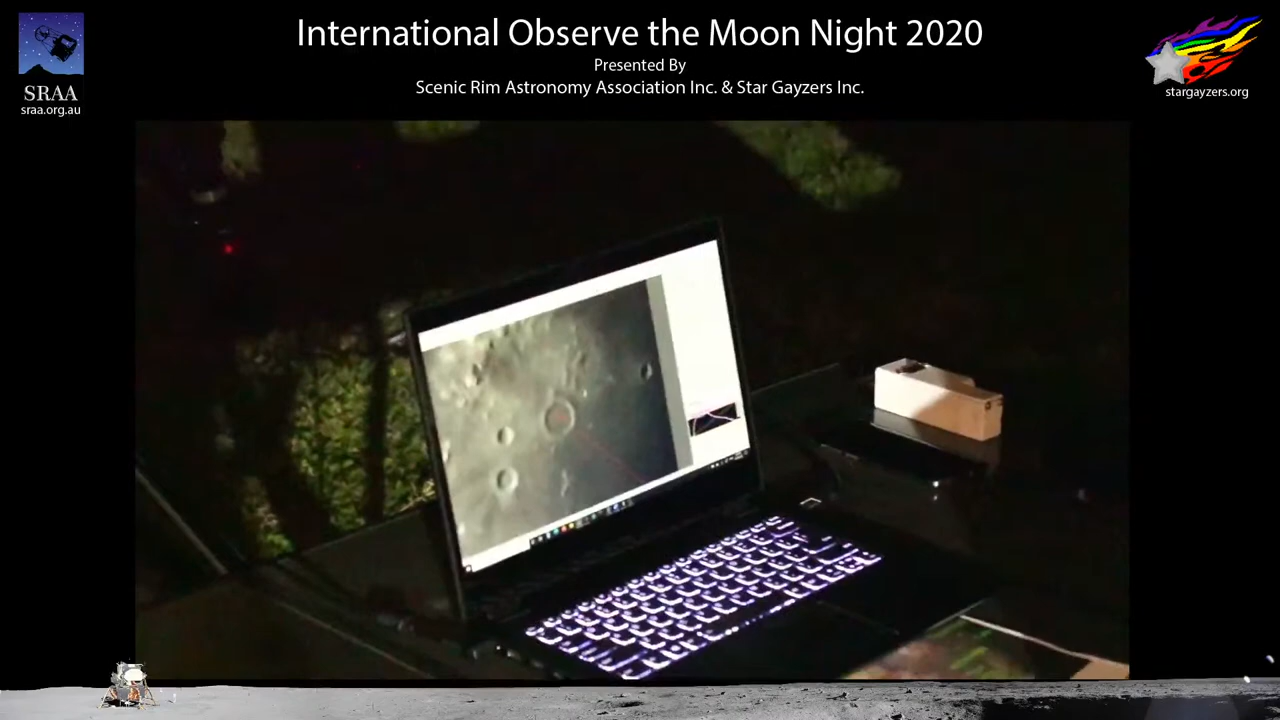 International Observe the Moon Night 2020
Presented By
Scenic Rim Astronomy Association Inc. & Star Gayzers Inc.
SRAA
sraa.org.au
stargayzers.org